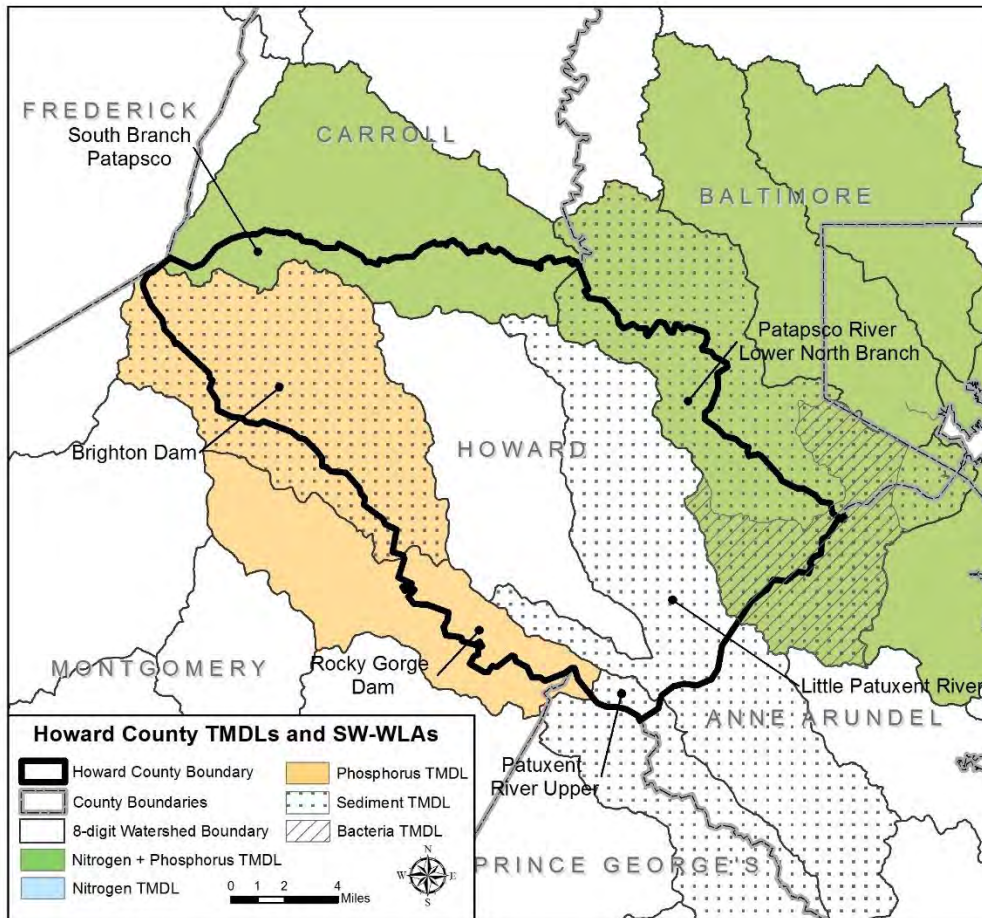 FREDERICK
South Branch
Patapsco
CARROLL
BALTIMORE
Patapsco River
Lower North Branch
HOWARD
Brighton Dam
MONTGOMERY
Rocky Gorge
Dam
Little Patuxent River
ANNE ARUNDEL
Patuxent
River Upper
PRINCE GEORGE'S
Howard County TMDLs and SW-WLAs
Howard County Boundary
County Boundaries
8-digit Watershed Boundary
Nitrogen + Phosphorus TMDL
Nitrogen TMDL
Phosphorus TMDL
Sediment TMDL
Bacteria TMDL
N
W E
S
0 1 2 4
Miles